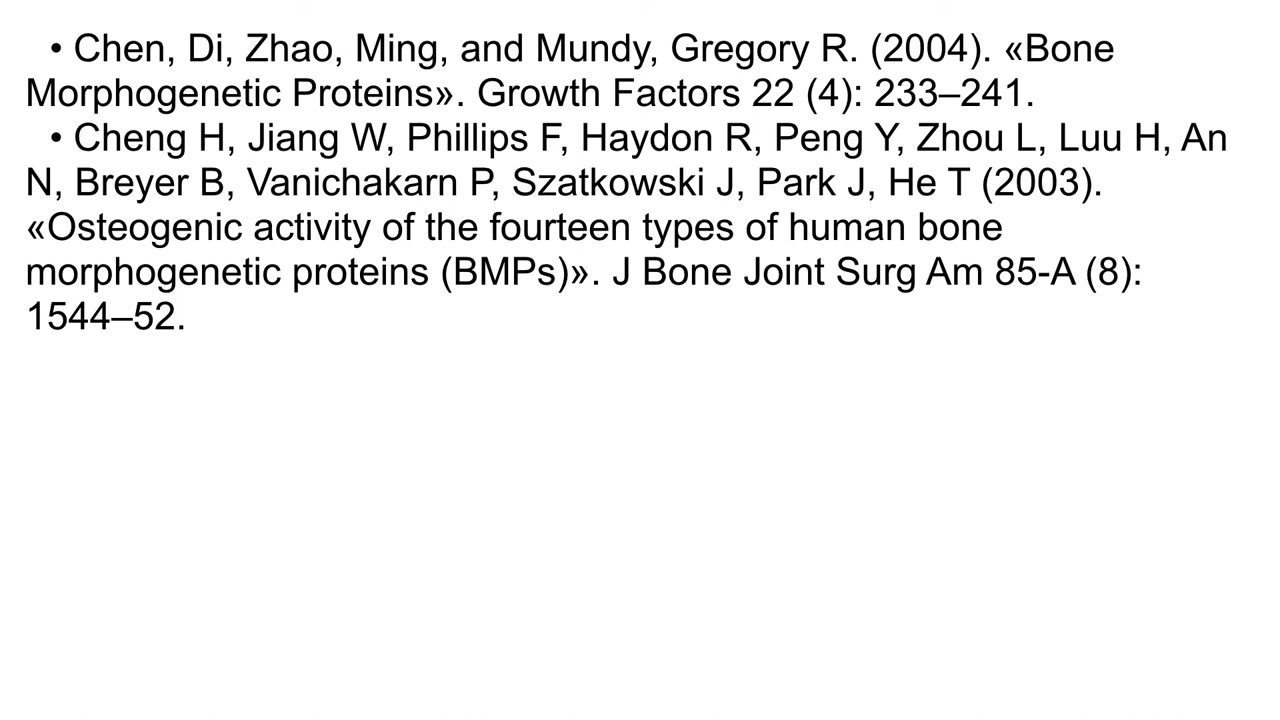 • Chen, Di, Zhao, Ming, and Mundy, Gregory R. (2004). «Bone
Morphogenetic Proteins». Growth Factors 22 (4): 233–241.
• Cheng H, Jiang W, Phillips F, Haydon R, Peng Y, Zhou L, Luu H, An
N, Breyer B, Vanichakarn P, Szatkowski J, Park J, He T (2003).
«Osteogenic activity of the fourteen types of human bone
morphogenetic proteins (BMPs)». J Bone Joint Surg Am 85-A (8):
1544–52.